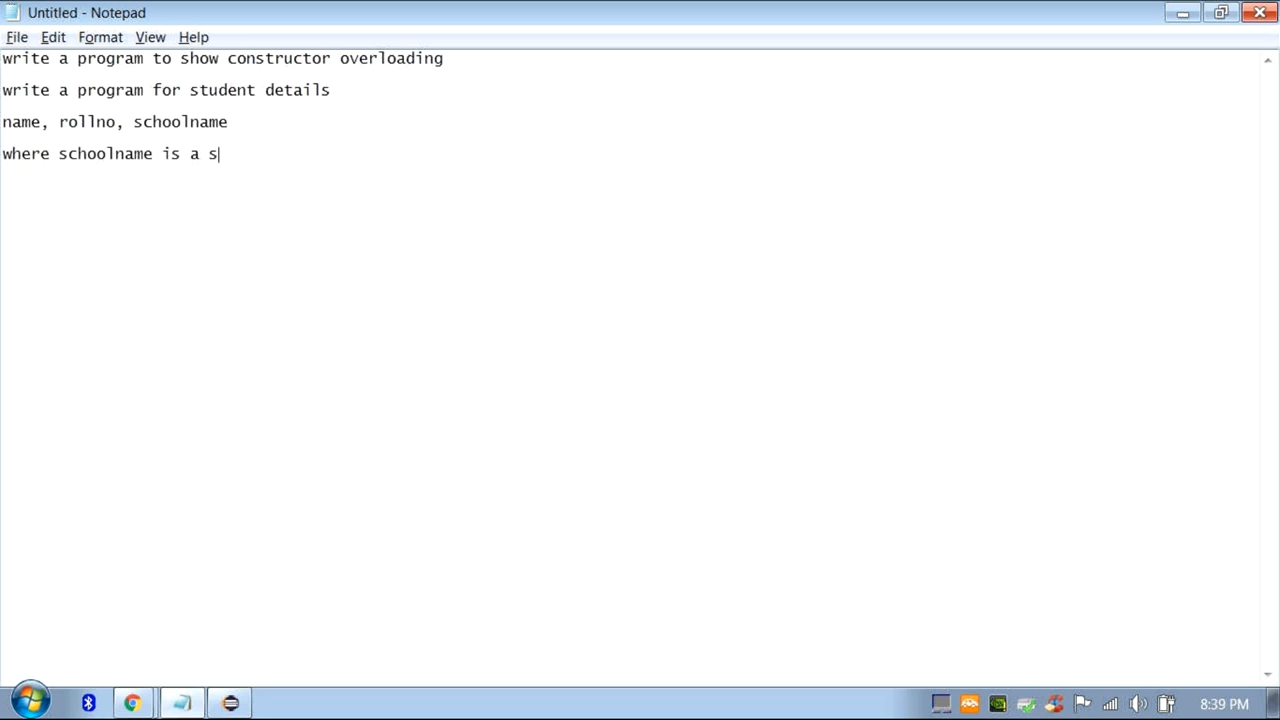 Untitled - Notepad
File Edit Format View Help
write a program to show constructor overloading
write a program for student details
name, rollno, schoolname
where schoolname is a s
8:39 PM